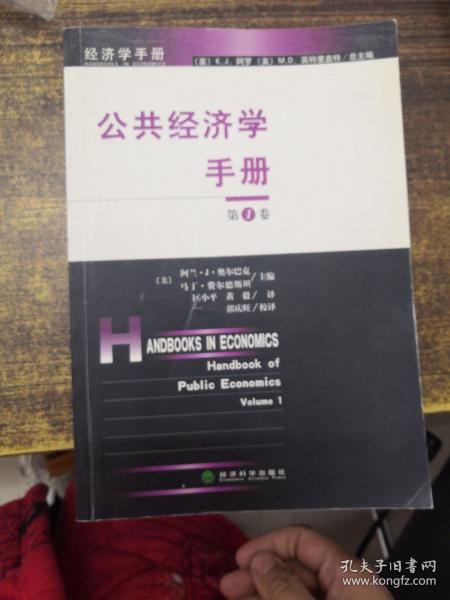 经济学手册
HANDBOOKS IN ECONOMICS
（美）K.J. 阿罗（美）M.D. 英特里盖特/总主编
公共经济学
手册
第1卷
〔美〕阿兰·J·奥尔巴克
马丁·费尔德斯坦/主编
匡小平 黄毅/译
郭庆旺/校译
HANDBOOKS IN ECONOMICS
Handbook of
Public Economics
Volume 1
经济科学出版社
Economic Science Press
孔夫子旧书网
www.kongfz.com